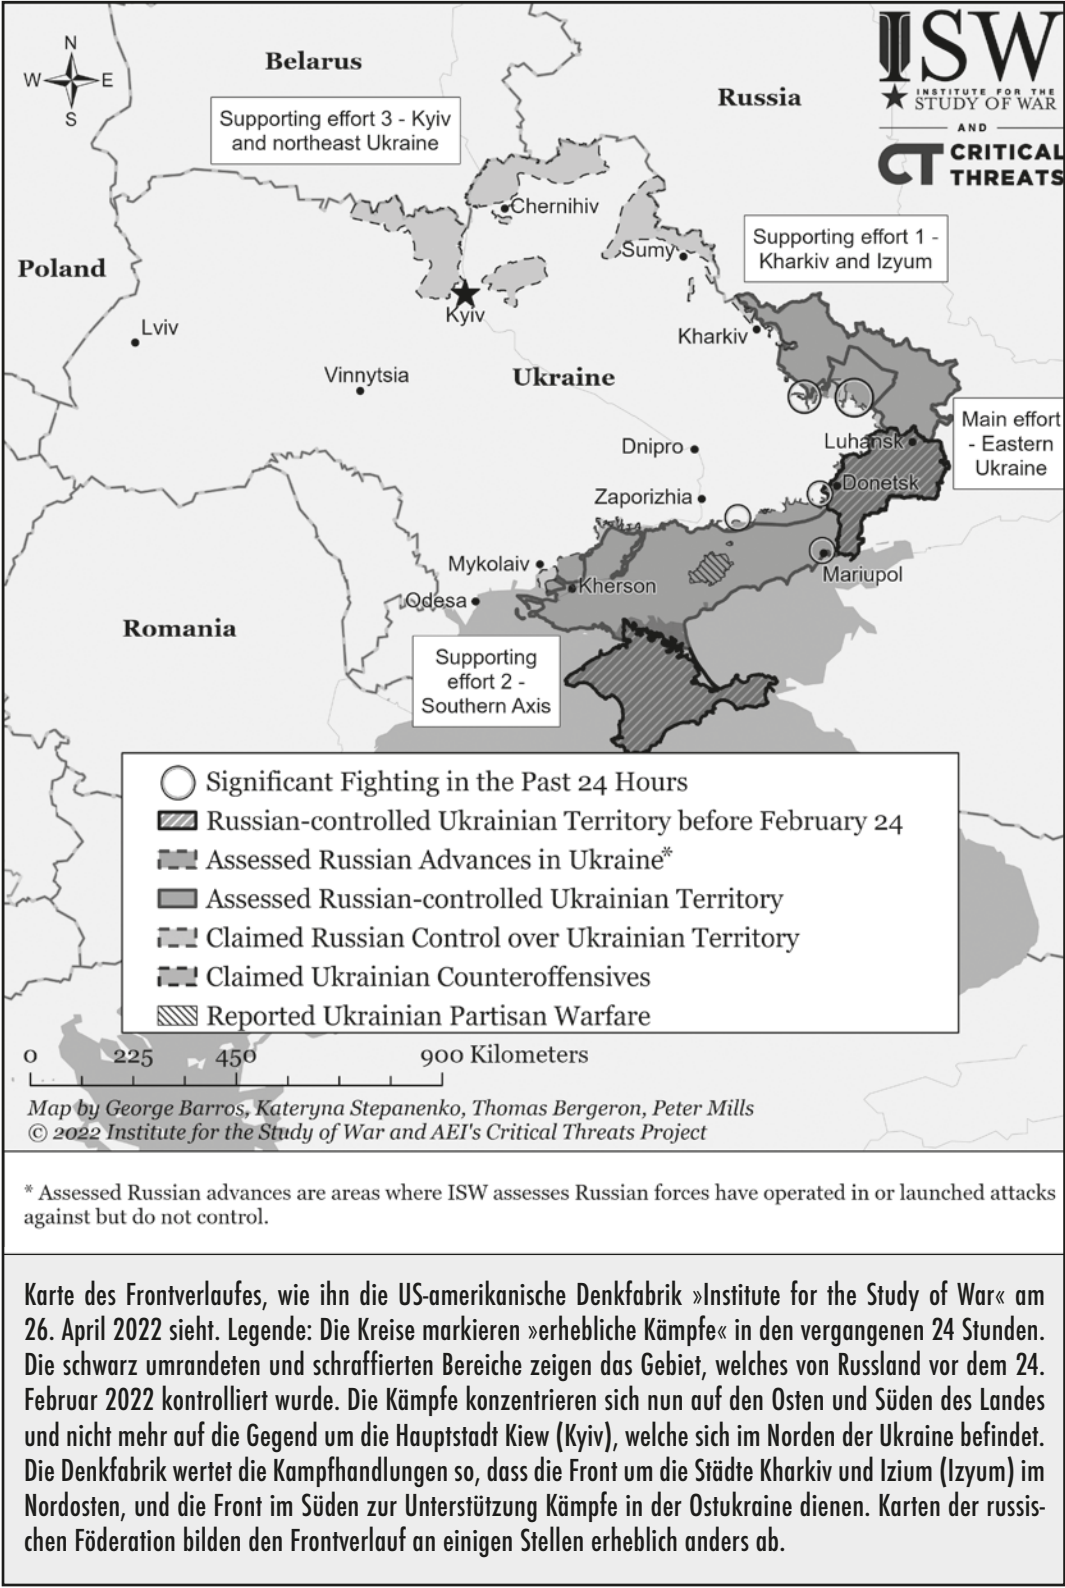 N
W E
S
Belarus
Russia
ISW
INSTITUTE FOR THE
STUDY OF WAR
AND
CT CRITICAL
THREATS
Supporting effort 3 - Kyiv
and northeast Ukraine
Chernihiv
Sumy
Supporting effort 1 -
Kharkiv and Izyum
Poland
Kyiv
Lviv
Kharkiv
Vinnytsia
Ukraine
Main effort
- Eastern
Ukraine
Luhansk
Dnipro
Donetsk
Zaporizhia
Mykolaiv
Mariupol
Kherson
Odesa
Romania
Supporting
effort 2 -
Southern Axis
Significant Fighting in the Past 24 Hours
Russian-controlled Ukrainian Territory before February 24
Assessed Russian Advances in Ukraine*
Assessed Russian-controlled Ukrainian Territory
Claimed Russian Control over Ukrainian Territory
Claimed Ukrainian Counteroffensives
Reported Ukrainian Partisan Warfare
0 225 450 900 Kilometers
Map by George Barros, Kateryna Stepanenko, Thomas Bergeron, Peter Mills
© 2022 Institute for the Study of War and AEI's Critical Threats Project
* Assessed Russian advances are areas where ISW assesses Russian forces have operated in or launched attacks
against but do not control.
Karte des Frontverlaufes, wie ihn die US-amerikanische Denkfabrik »Institute for the Study of War« am
26. April 2022 sieht. Legende: Die Kreise markieren »erhebliche Kämpfe« in den vergangenen 24 Stunden.
Die schwarz umrandeten und schraffierten Bereiche zeigen das Gebiet, welches von Russland vor dem 24.
Februar 2022 kontrolliert wurde. Die Kämpfe konzentrieren sich nun auf den Osten und Süden des Landes
und nicht mehr auf die Gegend um die Hauptstadt Kiew (Kyiv), welche sich im Norden der Ukraine befindet.
Die Denkfabrik wertet die Kampfhandlungen so, dass die Front um die Städte Kharkiv und Izium (Izyum) im
Nordosten, und die Front im Süden zur Unterstützung Kämpfe in der Ostukraine dienen. Karten der russis-
chen Föderation bilden den Frontverlauf an einigen Stellen erheblich anders ab.